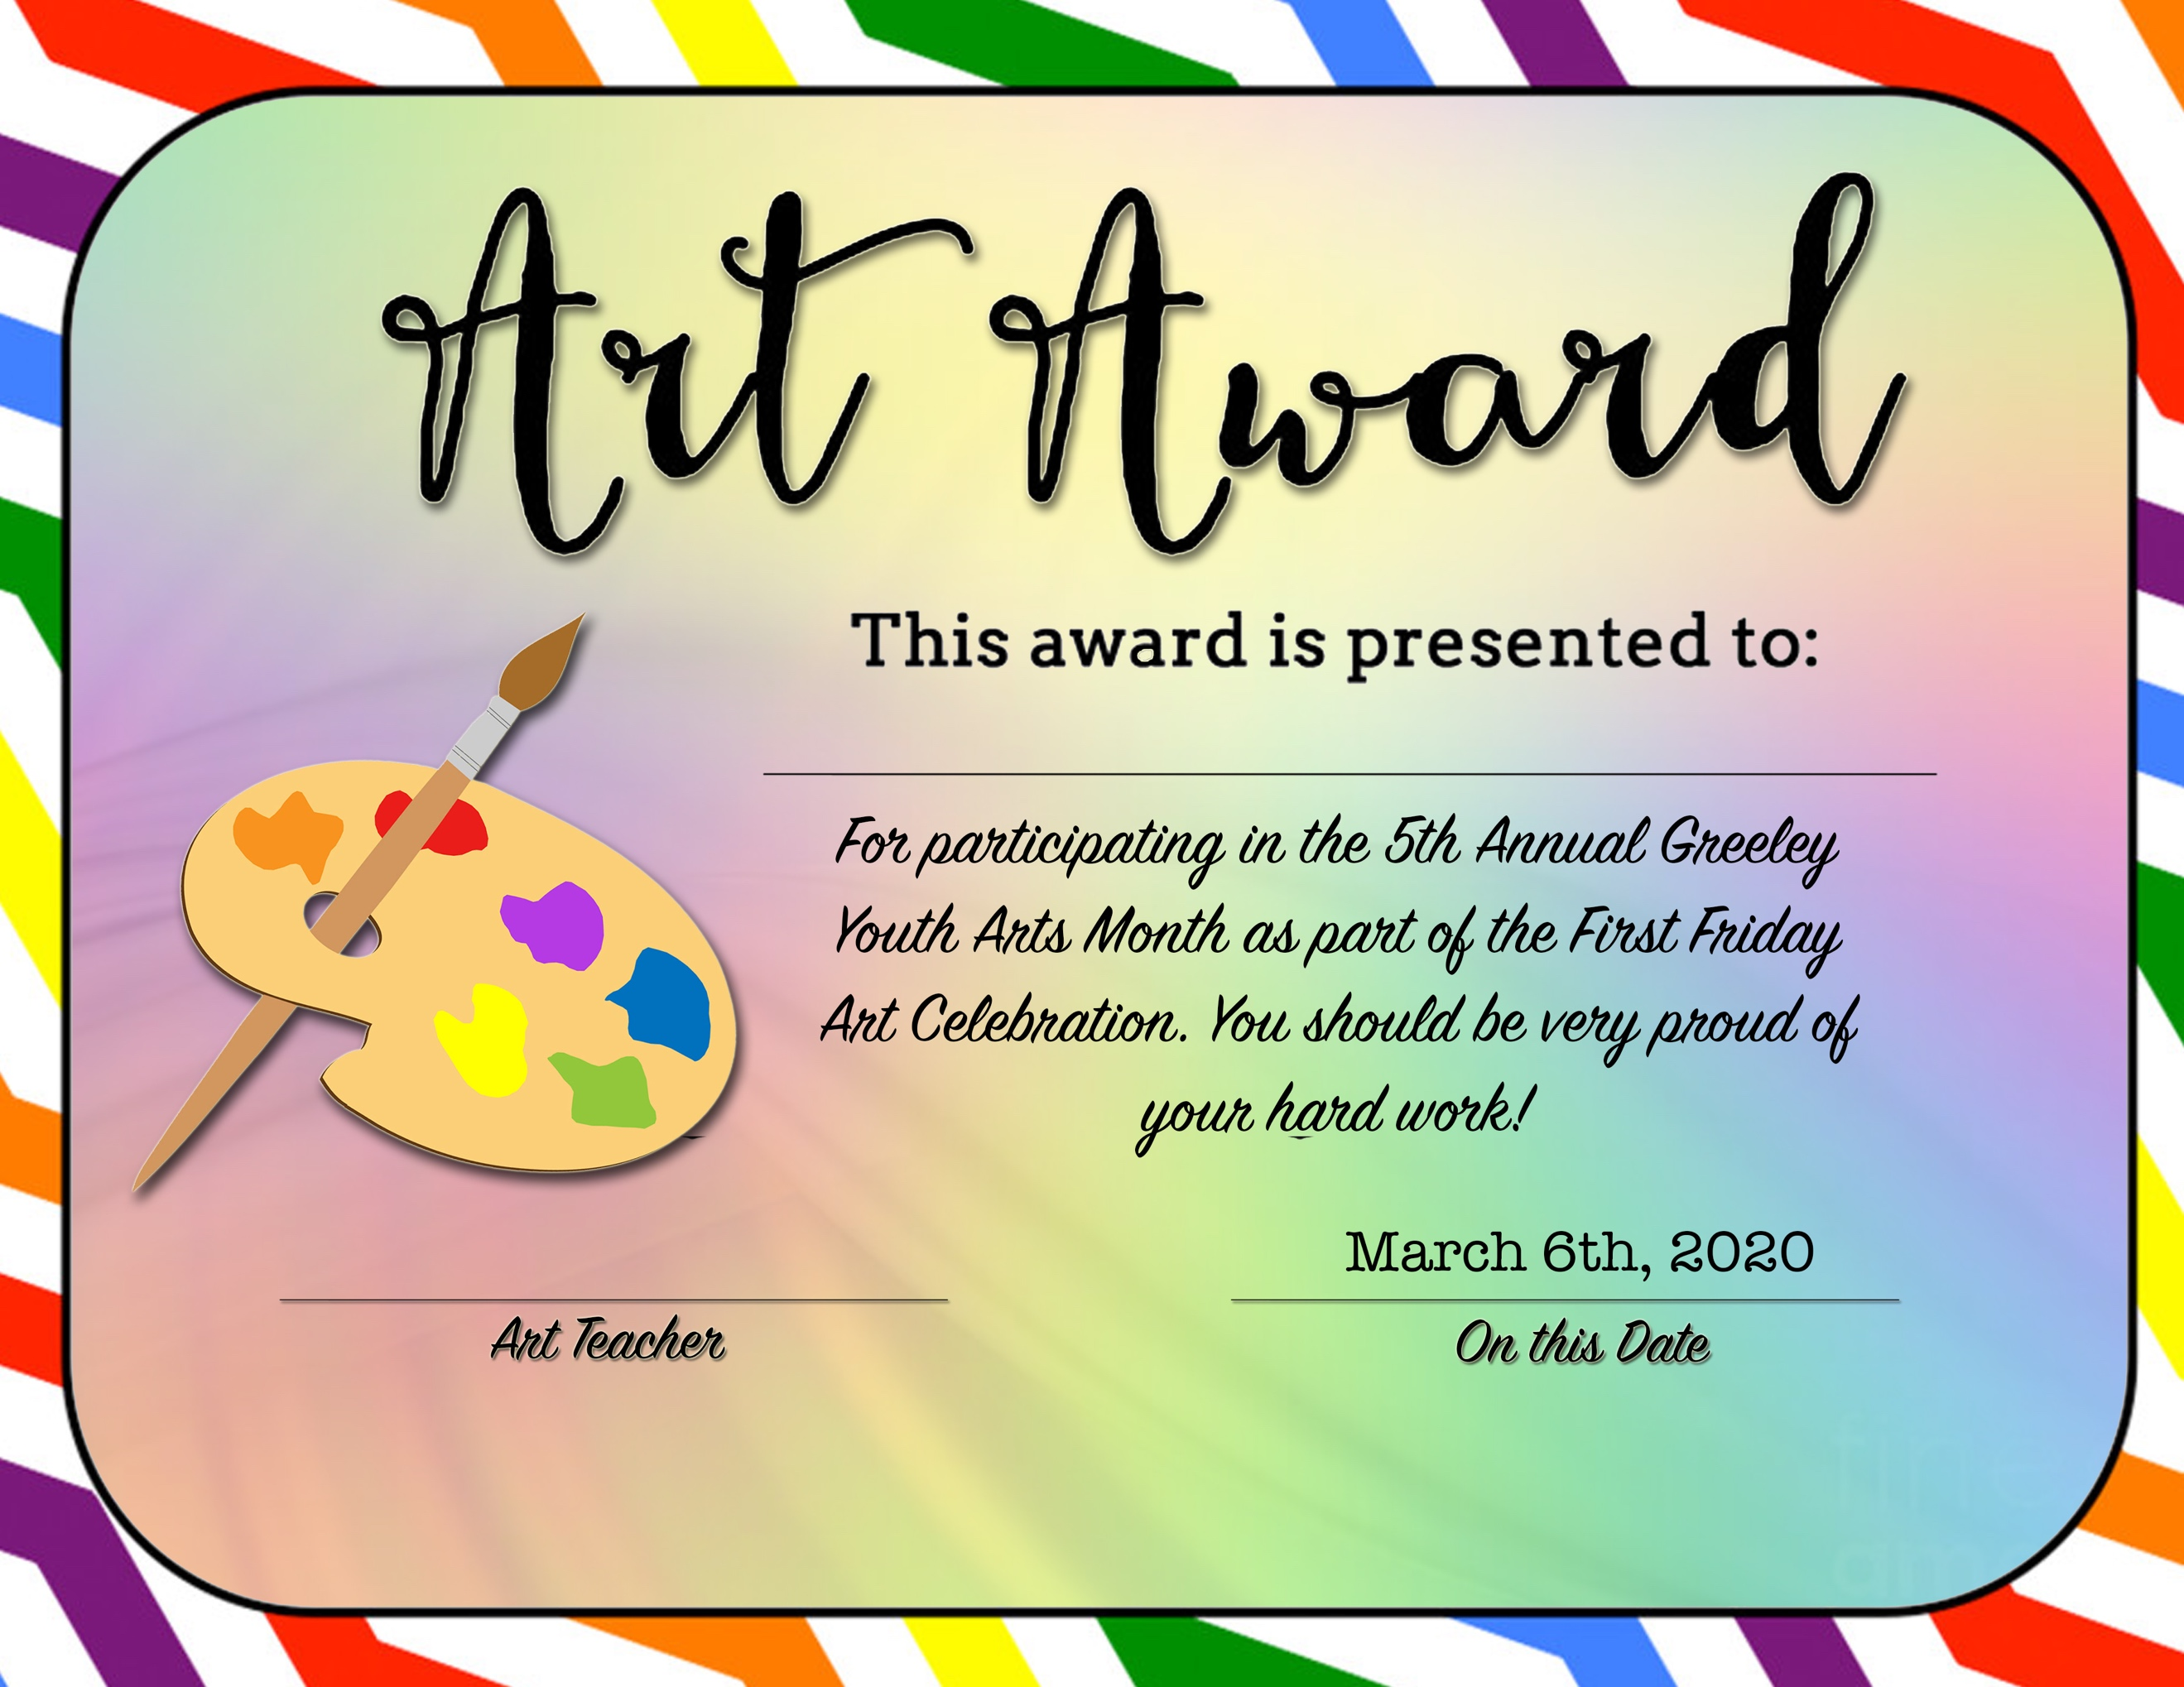 Art Award
This award is presented to:
For participating in the 5th Annual Greeley
Youth Arts Month as part of the First Friday
Art Celebration. You should be very proud of
your hard work!
March 6th, 2020
Art Teacher
On this Date
fine
am